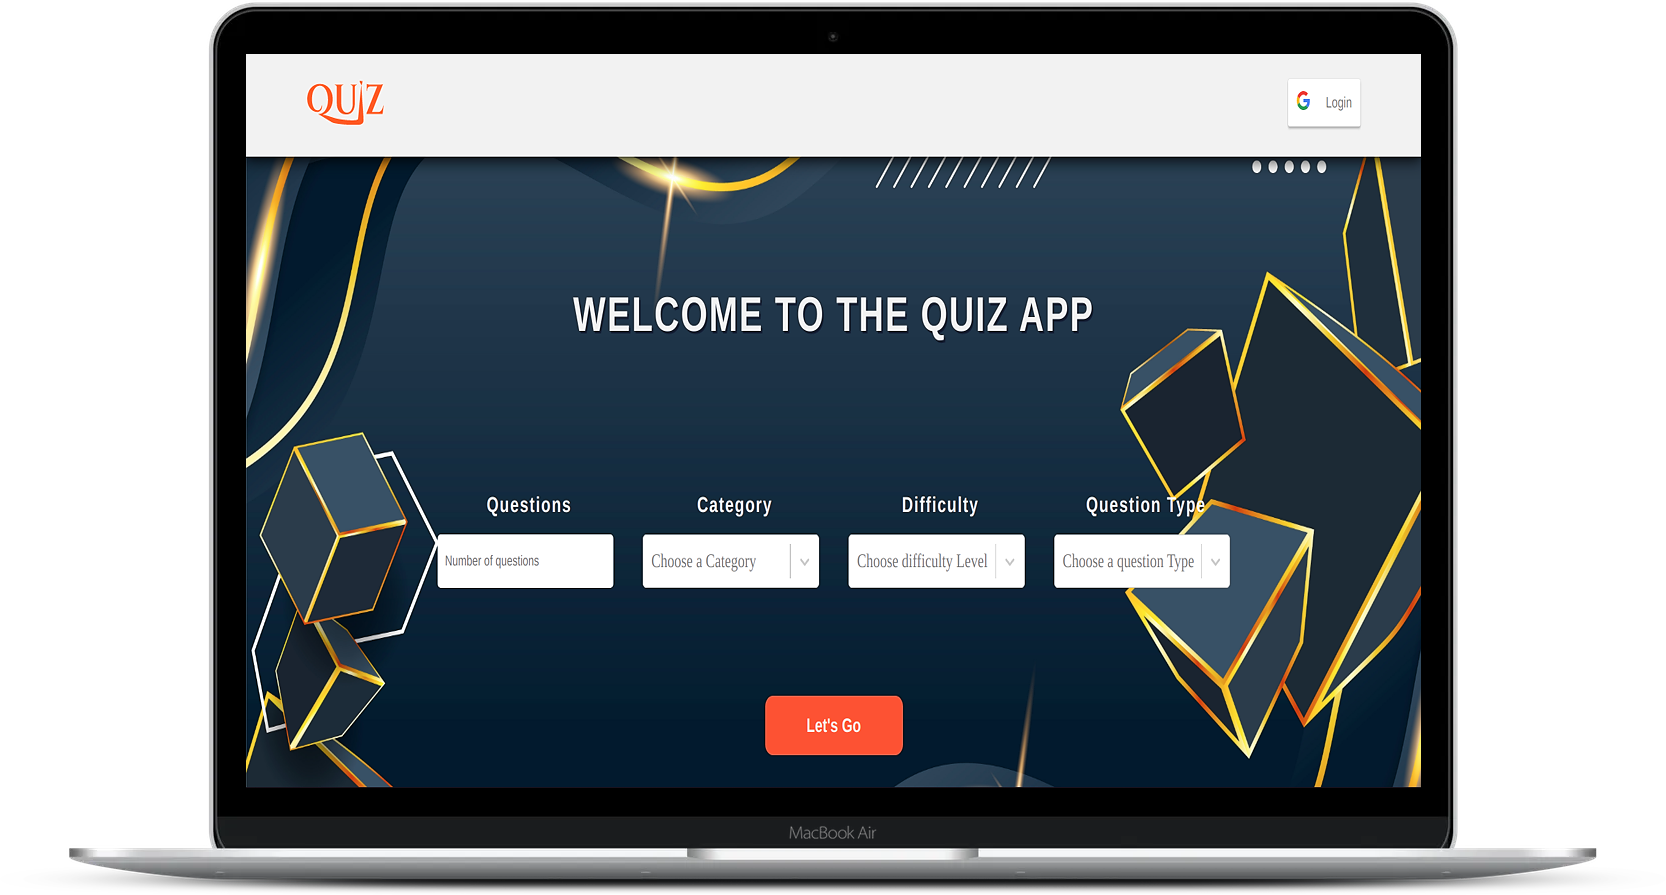 QUIZ
Login
WELCOME TO THE QUIZ APP
Questions Category Difficulty Question Type
Number of questions Choose a Category Choose difficulty Level Choose a question Type
Let's Go
MacBook Air